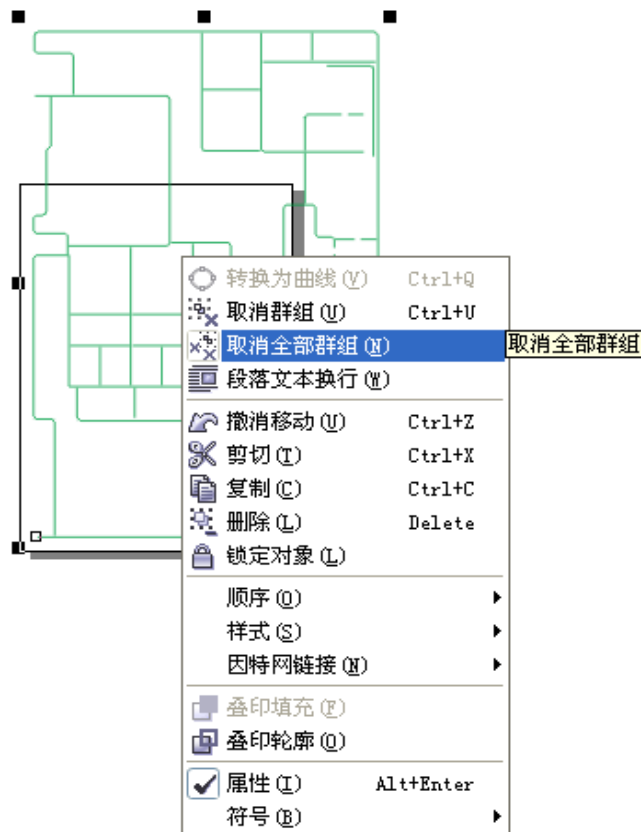 转换为曲线(V) Ctrl+Q
取消群组(U) Ctrl+U
取消全部群组(N)
取消全部群组
段落文本换行(W)
撤消移动(U) Ctrl+Z
剪切(T) Ctrl+X
复制(C) Ctrl+C
删除(L) Delete
锁定对象(L)
顺序(O)
样式(S)
因特网链接(N)
叠印填充(F)
叠印轮廓(O)
属性(I) Alt+Enter
符号(B)